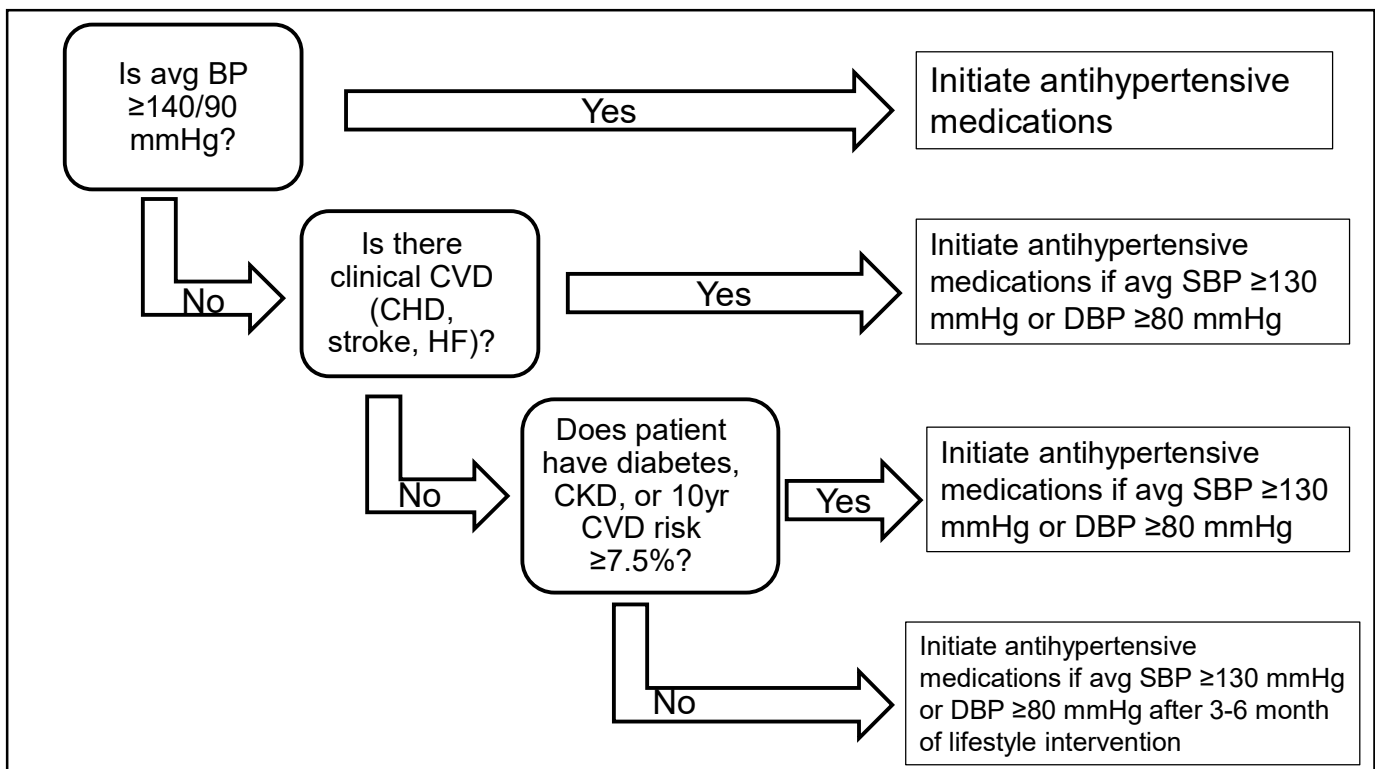 Is avg BP
≥140/90
mmHg?
Yes
Initiate antihypertensive
medications
No
Is there
clinical CVD
(CHD,
stroke, HF)?
Yes
Initiate antihypertensive
medications if avg SBP ≥130
mmHg or DBP ≥80 mmHg
No
Does patient
have diabetes,
CKD, or 10yr
CVD risk
≥7.5%?
Yes
Initiate antihypertensive
medications if avg SBP ≥130
mmHg or DBP ≥80 mmHg
No
Initiate antihypertensive
medications if avg SBP ≥130 mmHg
or DBP ≥80 mmHg after 3-6 month
of lifestyle intervention